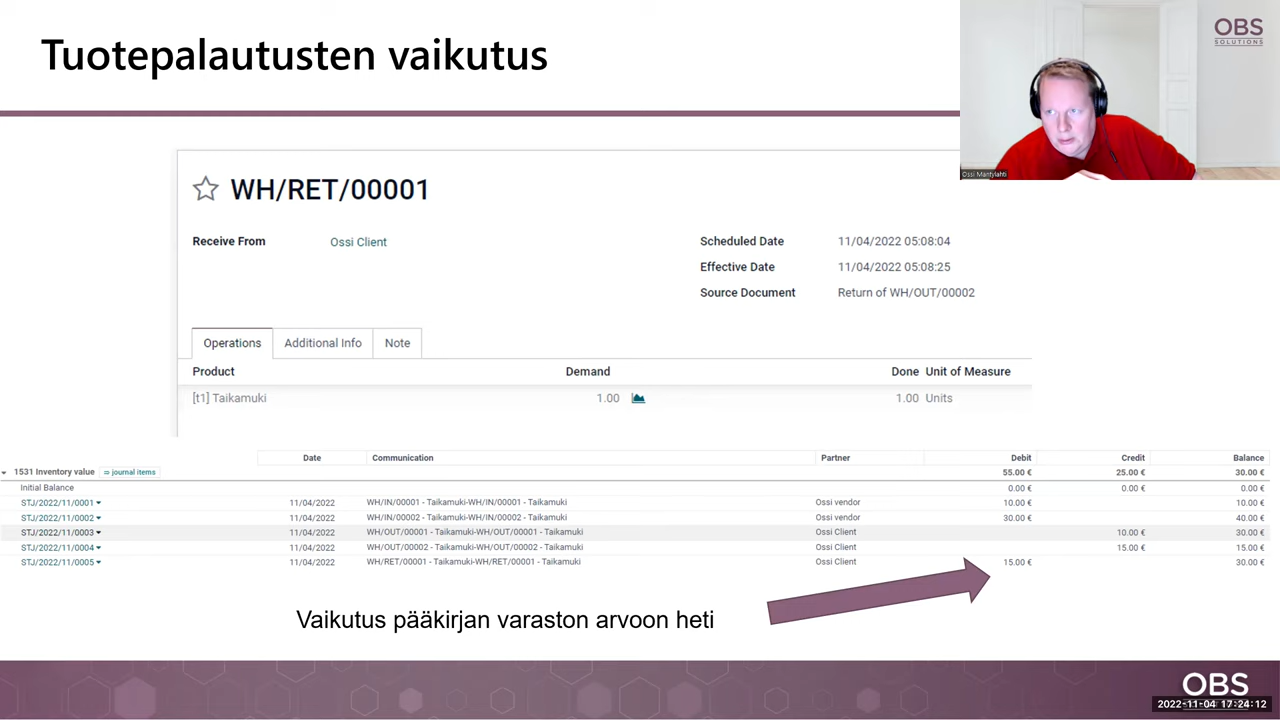 Tuotepalautusten vaikutus
OBS
SOLUTIONS
Ossi Mantylahti
WH/RET/00001
Receive From Ossi Client
Scheduled Date 11/04/2022 05:08:04
Effective Date 11/04/2022 05:08:25
Source Document Return of WH/OUT/00002
Operations Additional Info Note
Product Demand Done Unit of Measure
[t1] Taikamuki 1.00 1.00 Units
Date Communication Partner Debit Credit Balance
1531 Inventory value ⇒ journal items 55.00 € 25.00 € 30.00 €
Initial Balance 0.00 € 0.00 € 0.00 €
STJ/2022/11/0001 11/04/2022 WH/IN/00001 - Taikamuki-WH/IN/00001 - Taikamuki Ossi vendor 10.00 € 10.00 €
STJ/2022/11/0002 11/04/2022 WH/IN/00002 - Taikamuki-WH/IN/00002 - Taikamuki Ossi vendor 30.00 € 40.00 €
STJ/2022/11/0003 11/04/2022 WH/OUT/00001 - Taikamuki-WH/OUT/00001 - Taikamuki Ossi Client 10.00 € 30.00 €
STJ/2022/11/0004 11/04/2022 WH/OUT/00002 - Taikamuki-WH/OUT/00002 - Taikamuki Ossi Client 15.00 € 15.00 €
STJ/2022/11/0005 11/04/2022 WH/RET/00001 - Taikamuki-WH/RET/00001 - Taikamuki Ossi Client 15.00 € 30.00 €
Vaikutus pääkirjan varaston arvoon heti
OBS
2022-11-04 17:24:12